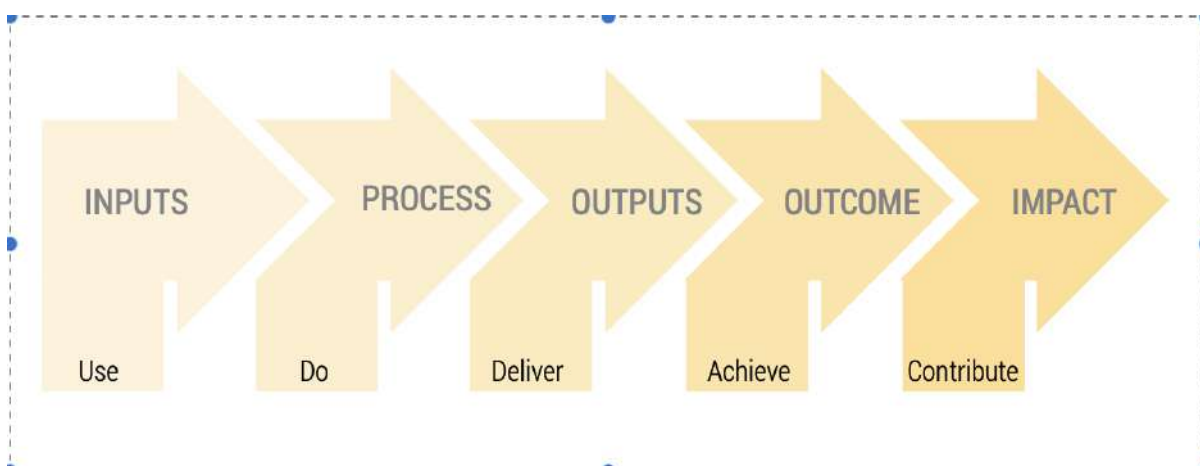 INPUTS
PROCESS
OUTPUTS
OUTCOME
IMPACT
Use
Do
Deliver
Achieve
Contribute